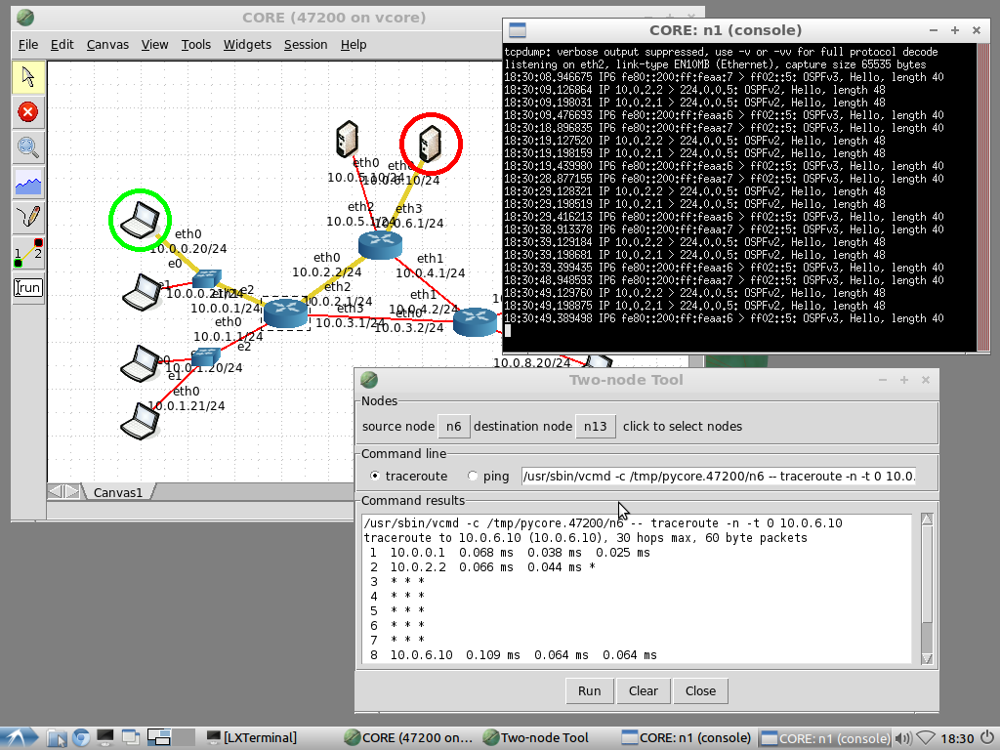 CORE (47200 on vcore)
File Edit Canvas View Tools Widgets Session Help
CORE: n1 (console)
tcpdump: verbose output suppressed, use -v or -vv for full protocol decode
listening on eth2, link-type EN10MB (Ethernet), capture size 65535 bytes
18:30:08.946675 IP6 fe80::200:ff:feaa:7 > ff02::5: OSPFv3, Hello, length 40
18:30:09.126864 IP 10.0.2.2 > 224.0.0.5: OSPFv2, Hello, length 48
18:30:09.198031 IP 10.0.2.1 > 224.0.0.5: OSPFv2, Hello, length 48
18:30:09.476693 IP6 fe80::200:ff:feaa:6 > ff02::5: OSPFv3, Hello, length 40
18:30:18.896835 IP6 fe80::200:ff:feaa:7 > ff02::5: OSPFv3, Hello, length 40
18:30:19.127520 IP 10.0.2.2 > 224.0.0.5: OSPFv2, Hello, length 48
18:30:19.198159 IP 10.0.2.1 > 224.0.0.5: OSPFv2, Hello, length 48
18:30:19.439980 IP6 fe80::200:ff:feaa:6 > ff02::5: OSPFv3, Hello, length 40
18:30:28.877155 IP6 fe80::200:ff:feaa:7 > ff02::5: OSPFv3, Hello, length 40
18:30:29.128321 IP 10.0.2.2 > 224.0.0.5: OSPFv2, Hello, length 48
18:30:29.198519 IP 10.0.2.1 > 224.0.0.5: OSPFv2, Hello, length 48
18:30:29.416213 IP6 fe80::200:ff:feaa:6 > ff02::5: OSPFv3, Hello, length 40
18:30:38.913378 IP6 fe80::200:ff:feaa:7 > ff02::5: OSPFv3, Hello, length 40
18:30:39.129184 IP 10.0.2.2 > 224.0.0.5: OSPFv2, Hello, length 48
18:30:39.198681 IP 10.0.2.1 > 224.0.0.5: OSPFv2, Hello, length 48
18:30:39.399435 IP6 fe80::200:ff:feaa:6 > ff02::5: OSPFv3, Hello, length 40
18:30:48.948593 IP6 fe80::200:ff:feaa:7 > ff02::5: OSPFv3, Hello, length 40
18:30:49.129760 IP 10.0.2.2 > 224.0.0.5: OSPFv2, Hello, length 48
18:30:49.198875 IP 10.0.2.1 > 224.0.0.5: OSPFv2, Hello, length 48
18:30:49.389498 IP6 fe80::200:ff:feaa:6 > ff02::5: OSPFv3, Hello, length 40
1 2
run
eth0
eth2 eth3
eth0
10.0.0.20/24
e0
eth0
10.0.2.2/24
eth1
10.0.4.1/24
e1
e2
10.0.0.1/24
eth2
eth1
10.0.4.2/24
eth3
10.0.3.1/24
eth0
10.0.3.2/24
eth0
10.0.1.1/24
e2
10.0.1.20/24
e1
eth0
10.0.1.21/24
10.0.8.20/24
Canvas1
Two-node Tool
Nodes
source node n6 destination node n13 click to select nodes
Command line
traceroute ping /usr/sbin/vcmd -c /tmp/pycore.47200/n6 -- traceroute -n -t 0 10.0.
Command results
/usr/sbin/vcmd -c /tmp/pycore.47200/n6 -- traceroute -n -t 0 10.0.6.10
traceroute to 10.0.6.10 (10.0.6.10), 30 hops max, 60 byte packets
1 10.0.0.1 0.068 ms 0.038 ms 0.025 ms
2 10.0.2.2 0.066 ms 0.044 ms *
3 * * *
4 * * *
5 * * *
6 * * *
7 * * *
8 10.0.6.10 0.109 ms 0.064 ms 0.064 ms
Run Clear Close
[LXTerminal] CORE (47200 on... Two-node Tool CORE: n1 (console) CORE: n1 (console) 18:30